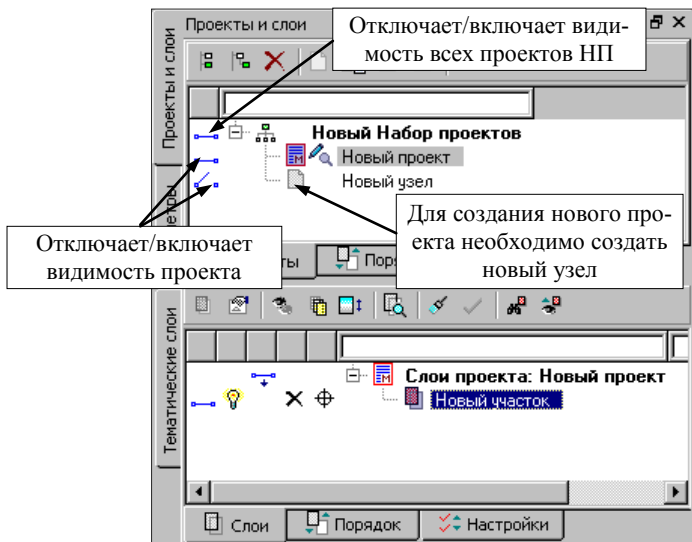 Проекты и слои
Отключает/включает види-
мость всех проектов НП
Проекты и слои
Новый Набор проектов
Новый проект
Новый узел
Для создания нового про-
екта необходимо создать
новый узел
Отключает/включает
видимость проекта
Тематические слои
Слои проекта: Новый проект
Новый участок
Слои
Порядок
Настройки